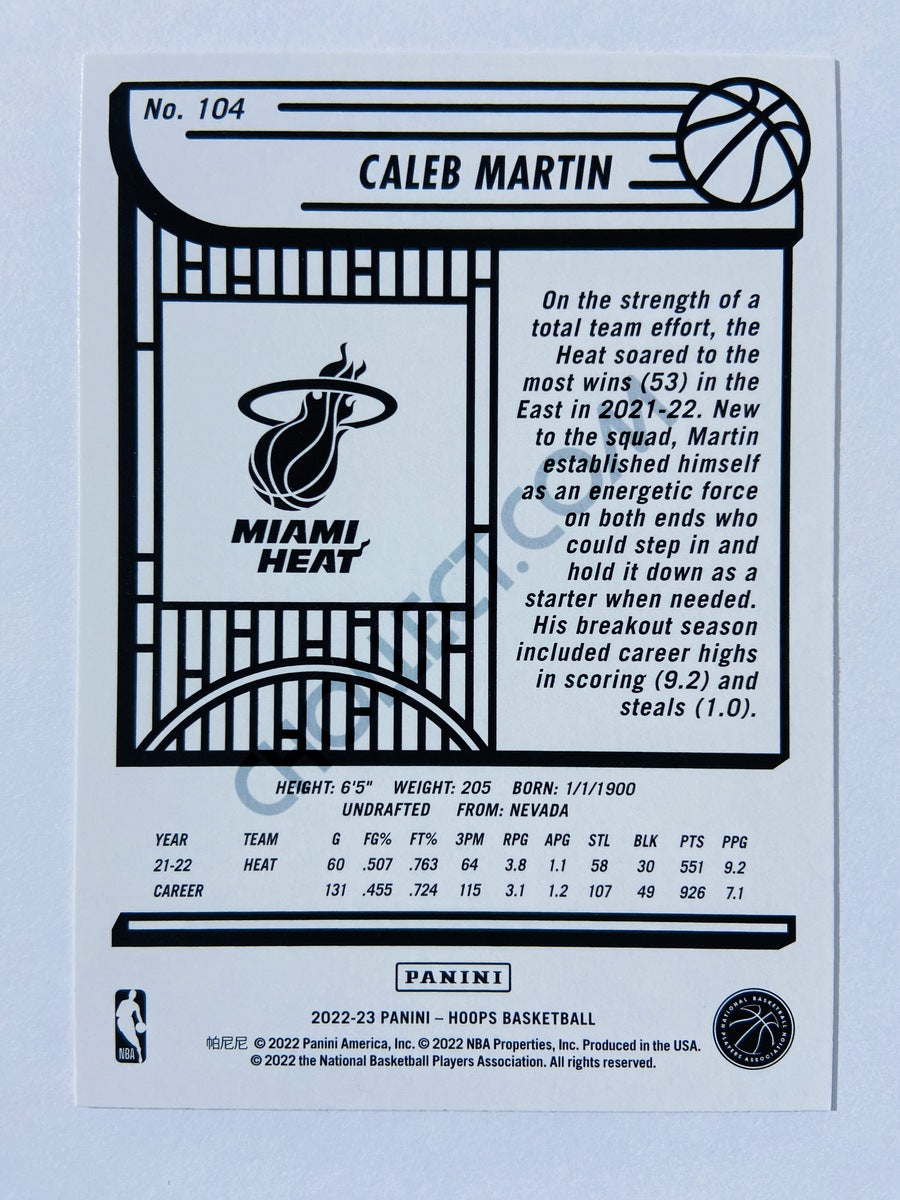 No. 104
CALEB MARTIN
On the strength of a
total team effort, the
Heat soared to the
most wins (53) in the
East in 2021-22. New
to the squad, Martin
established himself
as an energetic force
on both ends who
could step in and
hold it down as a
starter when needed.
His breakout season
included career highs
in scoring (9.2) and
steals (1.0).
MIAMI
HEAT
CHOLLECT.COM
HEIGHT: 6'5" WEIGHT: 205 BORN: 1/1/1900
UNDRAFTED FROM: NEVADA
YEAR TEAM G FG% FT% 3PM RPG APG STL BLK PTS PPG
21-22 HEAT 60 .507 .763 64 3.8 1.1 58 30 551 9.2
CAREER 131 .455 .724 115 3.1 1.2 107 49 926 7.1
PANINI
2022-23 PANINI – HOOPS BASKETBALL
帕尼尼 © 2022 Panini America, Inc. © 2022 NBA Properties, Inc. Produced in the USA.
© 2022 the National Basketball Players Association. All rights reserved.
NBA
NATIONAL BASKETBALL PLAYERS ASSOCIATION